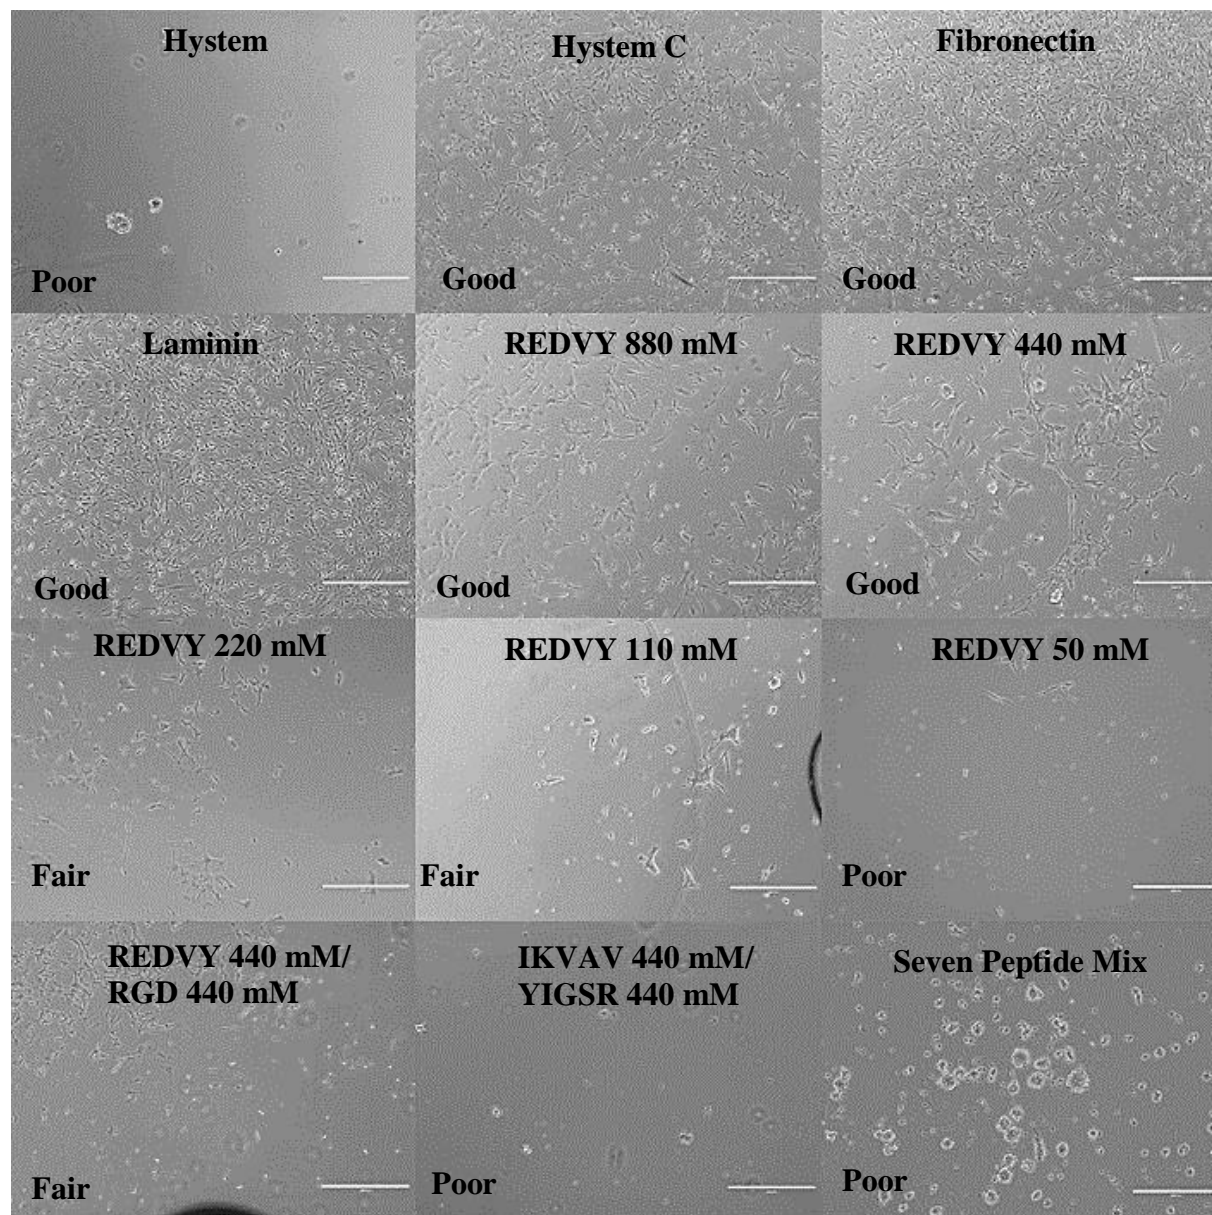 Hystem
Poor
Hystem C
Good
Fibronectin
Good
Laminin
Good
REDVY 880 mM
Good
REDVY 440 mM
Good
REDVY 220 mM
Fair
REDVY 110 mM
Fair
REDVY 50 mM
Poor
REDVY 440 mM/
RGD 440 mM
Fair
IKVAV 440 mM/
YIGSR 440 mM
Poor
Seven Peptide Mix
Poor